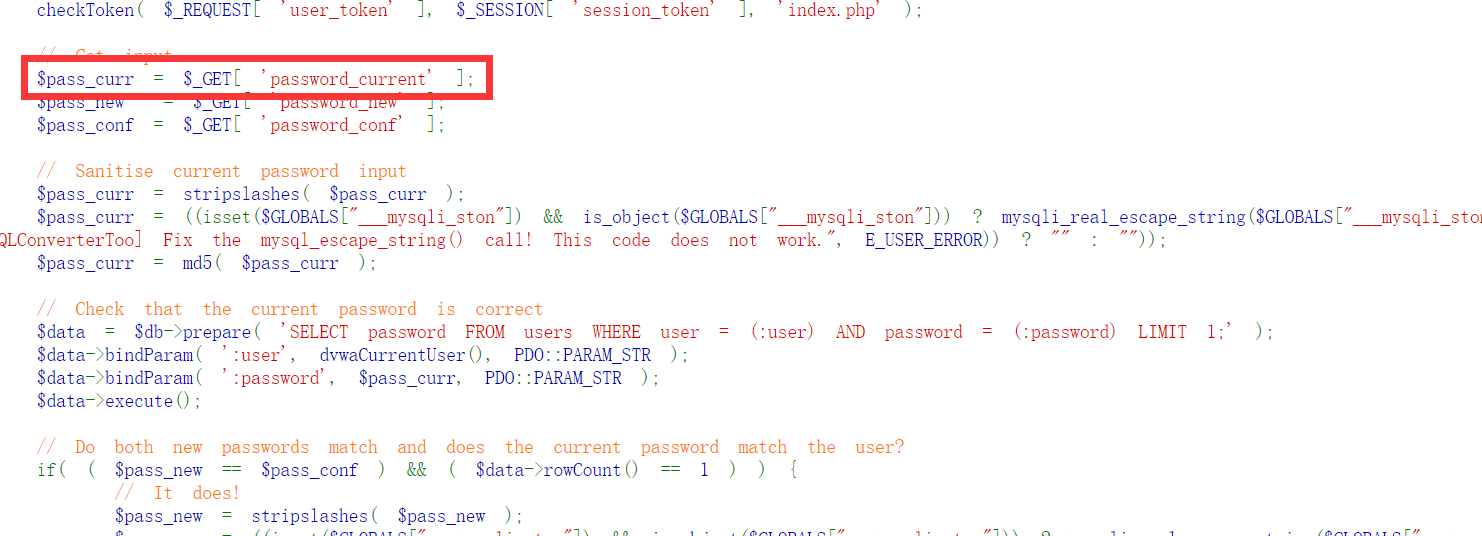 checkToken( $_REQUEST[ 'user_token' ], $_SESSION[ 'session_token' ], 'index.php' );
// Get input
$pass_curr = $_GET[ 'password_current' ];
$pass_new = $_GET[ 'password_new' ];
$pass_conf = $_GET[ 'password_conf' ];
// Sanitise current password input
$pass_curr = stripslashes( $pass_curr );
$pass_curr = ((isset($GLOBALS["___mysqli_ston"]) && is_object($GLOBALS["___mysqli_ston"])) ? mysqli_real_escape_string($GLOBALS["___mysqli_ston
QLConverterToo] Fix the mysql_escape_string() call! This code does not work.", E_USER_ERROR)) ? "" : ""));
$pass_curr = md5( $pass_curr );
// Check that the current password is correct
$data = $db->prepare( 'SELECT password FROM users WHERE user = (:user) AND password = (:password) LIMIT 1;' );
$data->bindParam( ':user', dvwaCurrentUser(), PDO::PARAM_STR );
$data->bindParam( ':password', $pass_curr, PDO::PARAM_STR );
$data->execute();
// Do both new passwords match and does the current password match the user?
if( ( $pass_new == $pass_conf ) && ( $data->rowCount() == 1 ) ) {
// It does!
$pass_new = stripslashes( $pass_new );